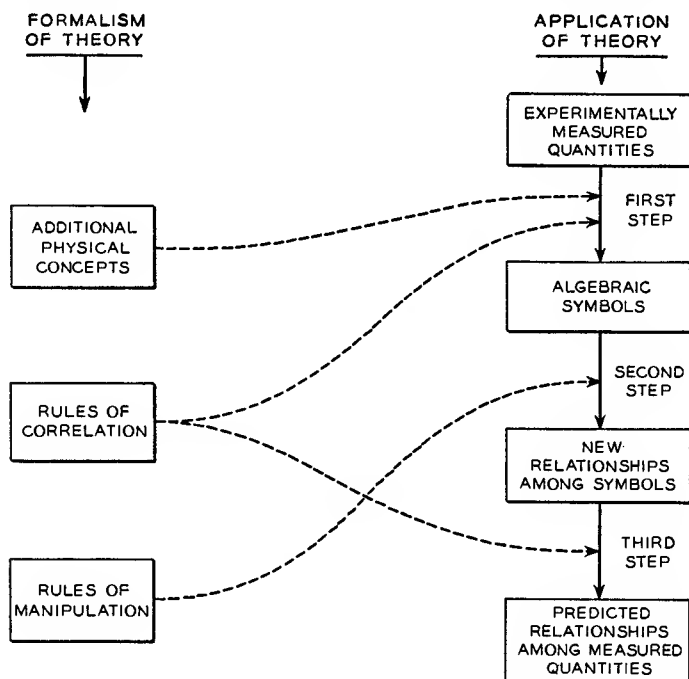 FORMALISM
OF THEORY
APPLICATION
OF THEORY
EXPERIMENTALLY
MEASURED
QUANTITIES
FIRST
STEP
ADDITIONAL
PHYSICAL
CONCEPTS
ALGEBRAIC
SYMBOLS
SECOND
STEP
RULES OF
CORRELATION
NEW
RELATIONSHIPS
AMONG SYMBOLS
THIRD
STEP
RULES OF
MANIPULATION
PREDICTED
RELATIONSHIPS
AMONG MEASURED
QUANTITIES